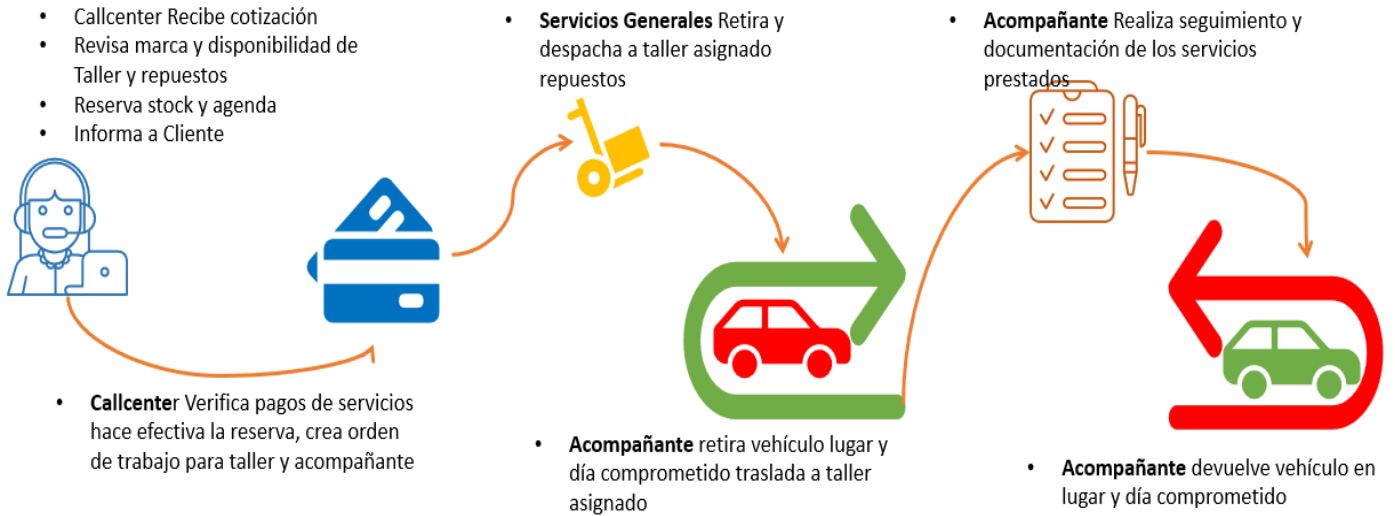 • Callcenter Recibe cotización
• Revisa marca y disponibilidad de
Taller y repuestos
• Reserva stock y agenda
• Informa a Cliente
• Callcenter Verifica pagos de servicios
hace efectiva la reserva, crea orden
de trabajo para taller y acompañante
• Servicios Generales Retira y
despacha a taller asignado
repuestos
• Acompañante retira vehículo lugar y
día comprometido traslada a taller
asignado
• Acompañante Realiza seguimiento y
documentación de los servicios
prestados
• Acompañante devuelve vehículo en
lugar y día comprometido